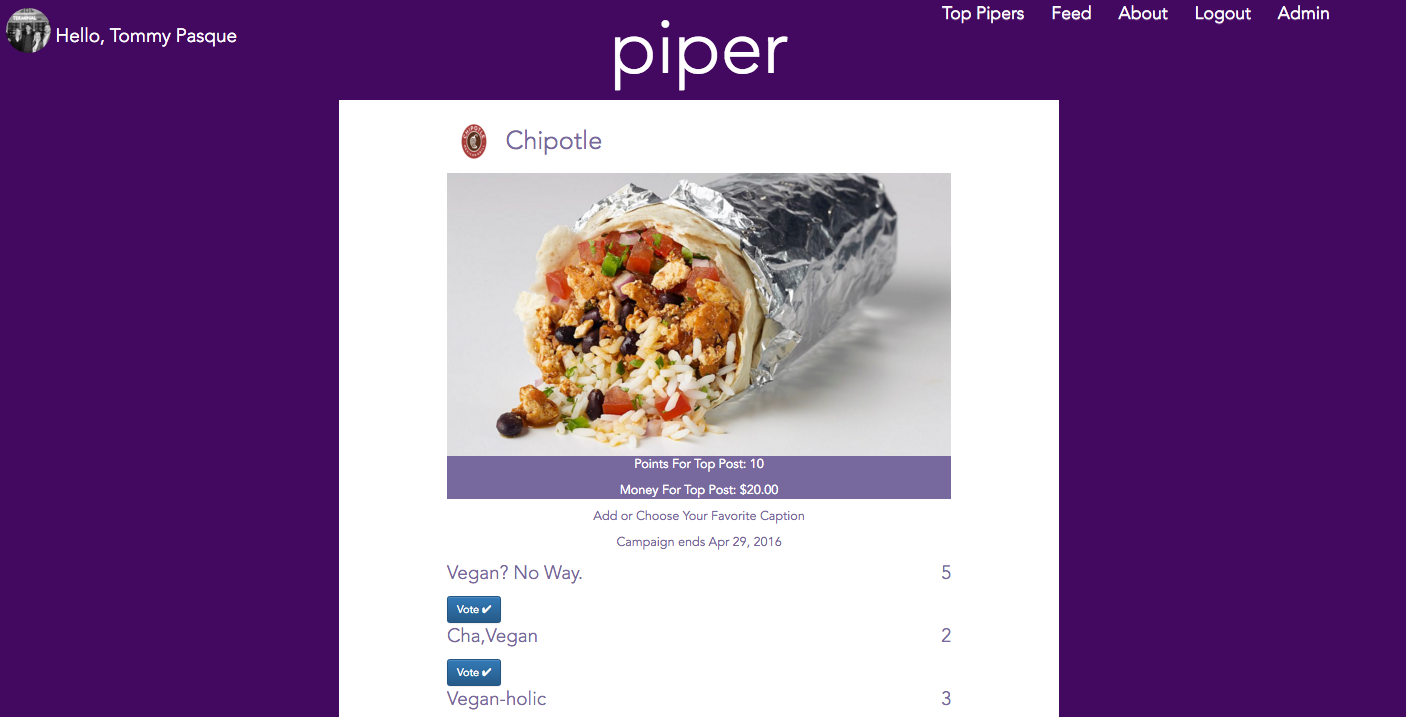 Hello, Tommy Pasque
Top Pipers Feed About Logout Admin
piper
Chipotle
Points For Top Post: 10
Money For Top Post: $20.00
Add or Choose Your Favorite Caption
Campaign ends Apr 29, 2016
Vegan? No Way. 5
Vote ✔
Cha,Vegan 2
Vote ✔
Vegan-holic 3